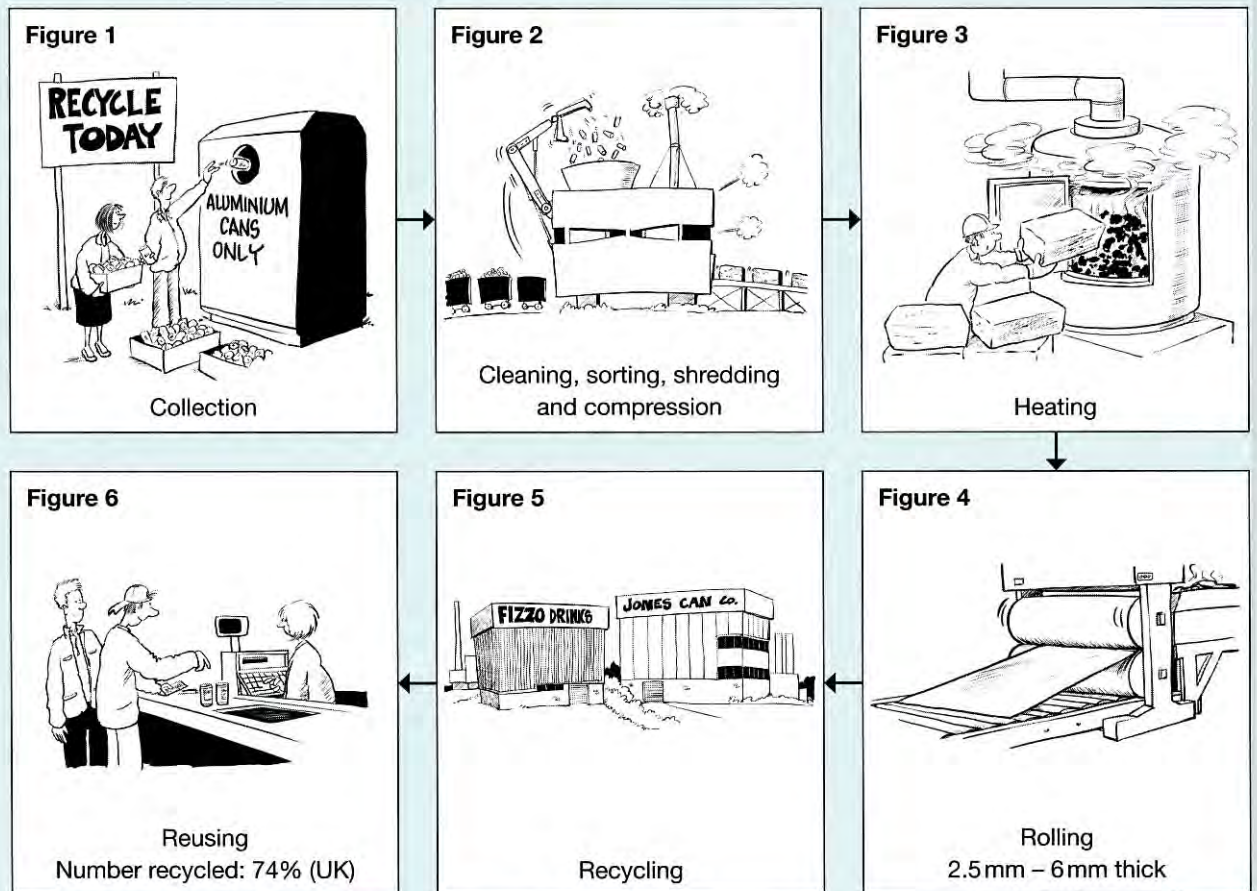 Figure 1
RECYCLE
TODAY
ALUMINIUM
CANS
ONLY
Collection
Figure 2
Cleaning, sorting, shredding
and compression
Figure 3
Heating
Figure 4
Rolling
2.5 mm – 6 mm thick
Figure 5
FIZZO DRINKS
JONES CAN Co.
Recycling
Figure 6
Reusing
Number recycled: 74% (UK)